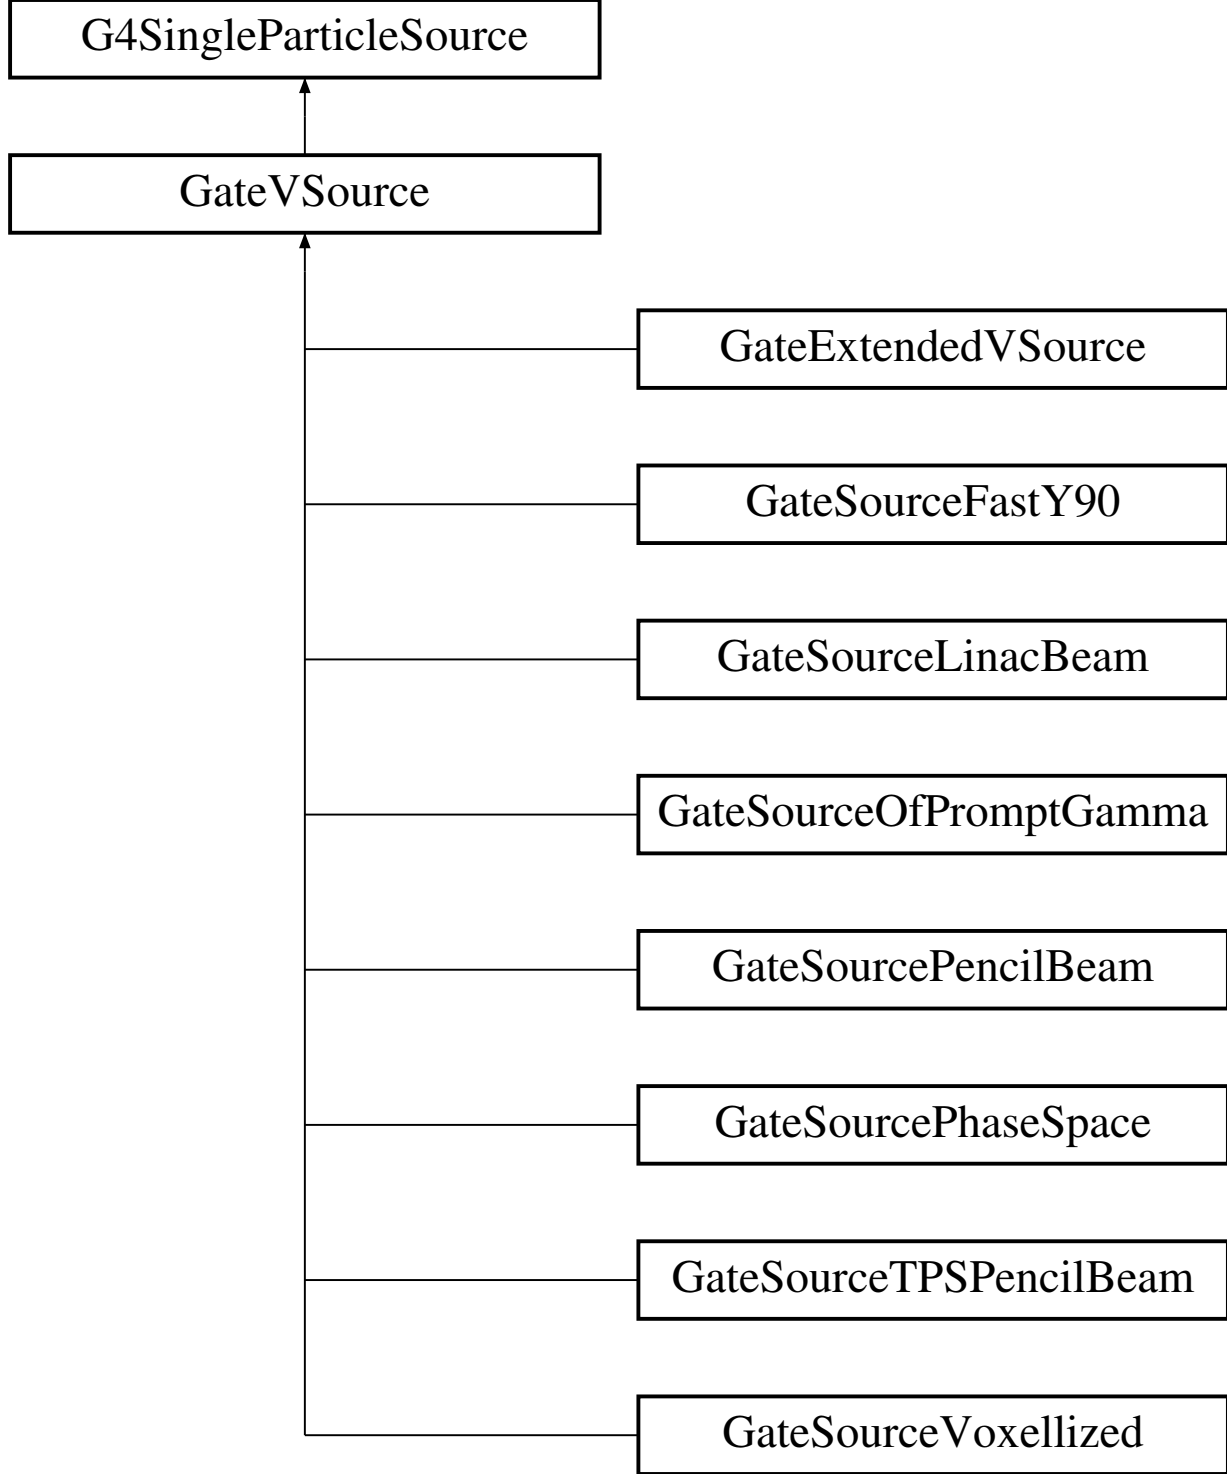 G4SingleParticleSource
GateVSource
GateExtendedVSource
GateSourceFastY90
GateSourceLinacBeam
GateSourceOfPromptGamma
GateSourcePencilBeam
GateSourcePhaseSpace
GateSourceTPSPencilBeam
GateSourceVoxellized